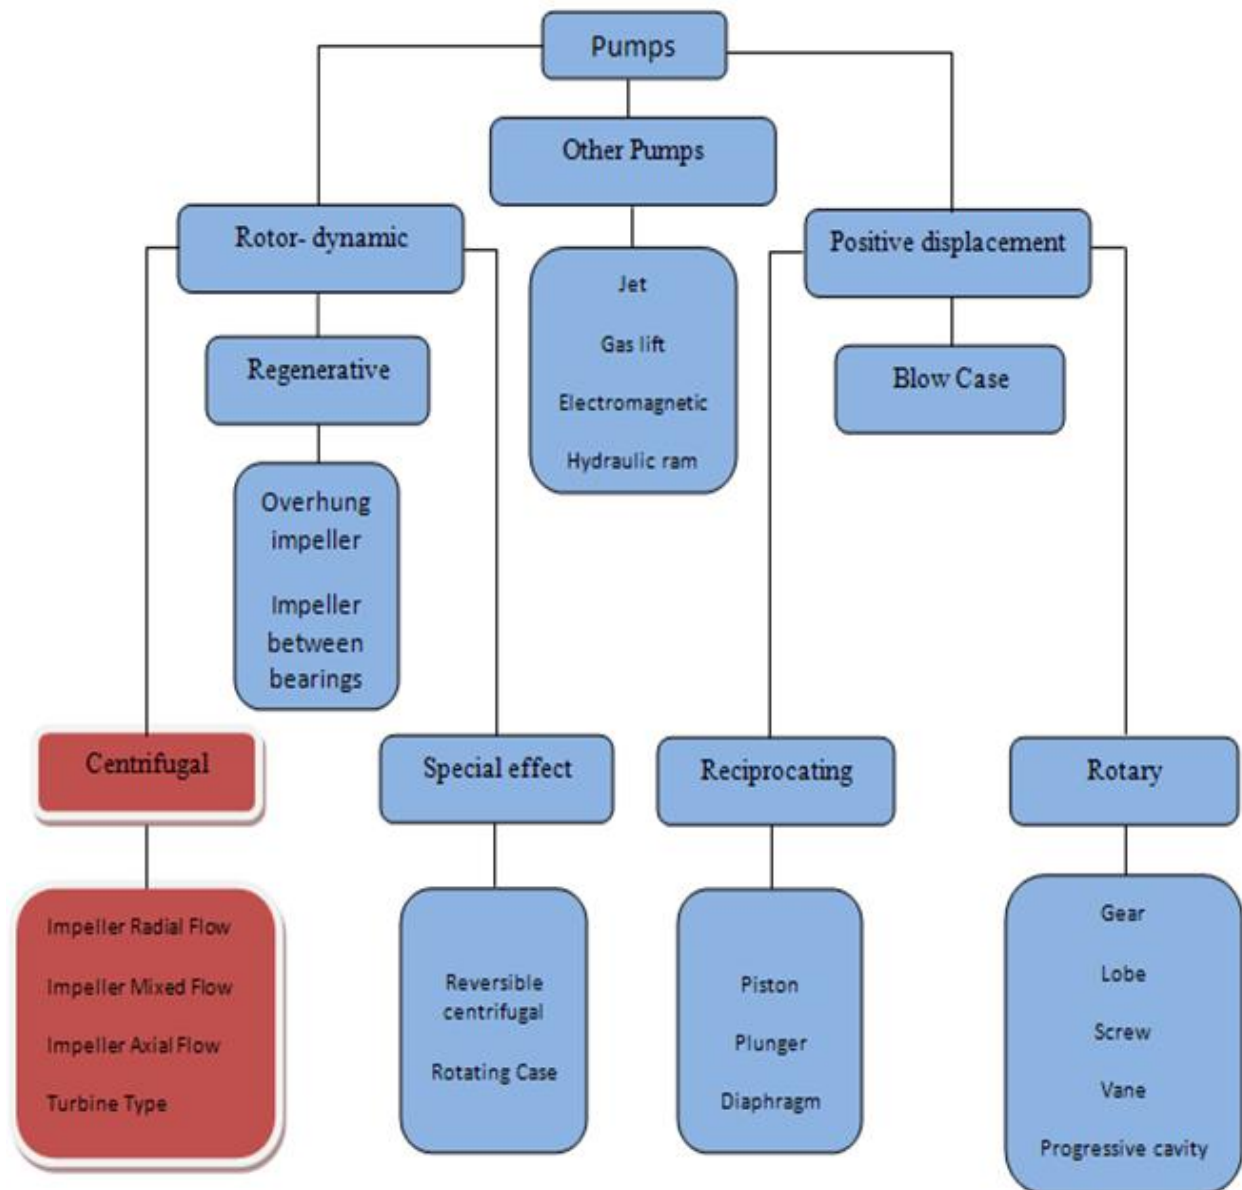 Pumps
Other Pumps
Rotor- dynamic
Positive displacement
Jet
Gas lift
Electromagnetic
Hydraulic ram
Regenerative
Blow Case
Overhung
impeller
Impeller
between
bearings
Centrifugal
Special effect
Reciprocating
Rotary
Impeller Radial Flow
Impeller Mixed Flow
Impeller Axial Flow
Turbine Type
Reversible
centrifugal
Rotating Case
Piston
Plunger
Diaphragm
Gear
Lobe
Screw
Vane
Progressive cavity